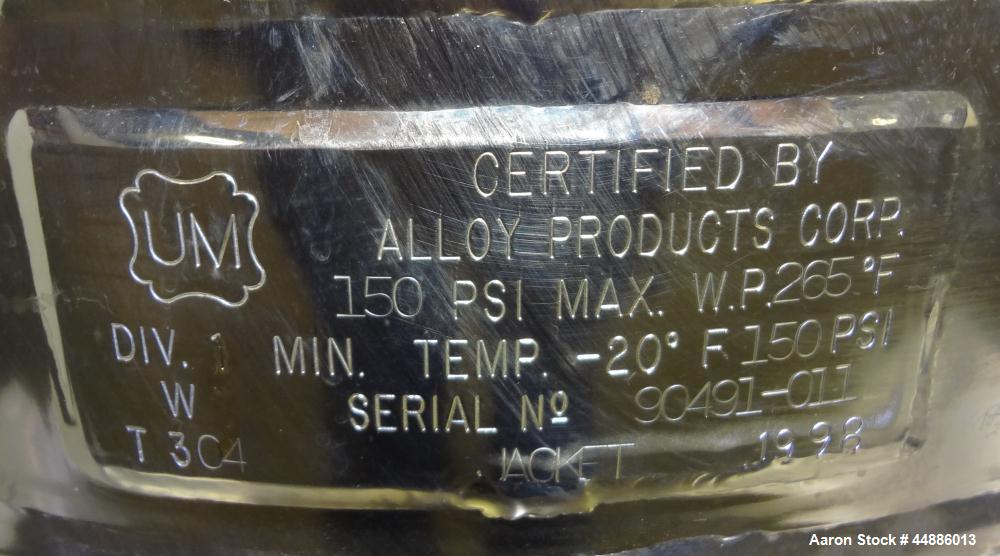 CERTIFIED BY
UM
ALLOY PRODUCTS CORP.
150 PSI MAX. W.P. 265 °F
DIV. 1 MIN. TEMP. -20° F 150 PSI
W SERIAL Nº 90491-011
T 304 JACKET 1998
Aaron Stock # 44886013